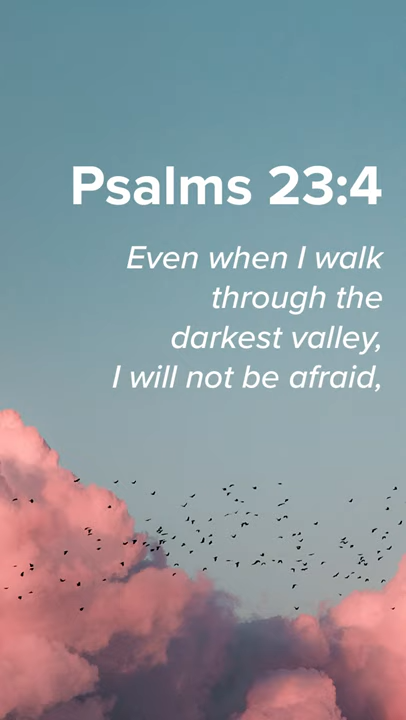 Psalms 23:4
Even when I walk
through the
darkest valley,
I will not be afraid,